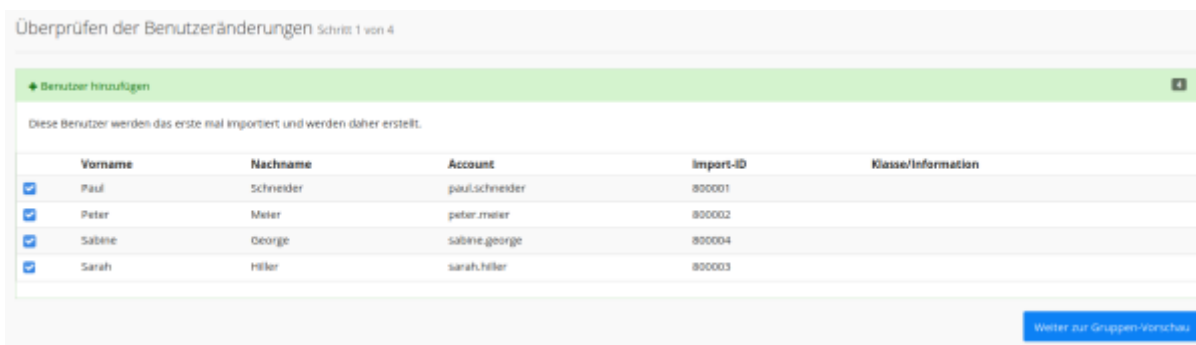 Überprüfen der Benutzeränderungen Schritt 1 von 4
Benutzer hinzufügen 4
Diese Benutzer werden das erste mal importiert und werden daher erstellt.
Vorname Nachname Account Import-ID Klasse/Information
Paul Schneider paul.schneider 800001
Peter Meier peter.meier 800002
Sabine George sabine.george 800004
Sarah Hiller sarah.hiller 800003
Weiter zur Gruppen-Vorschau